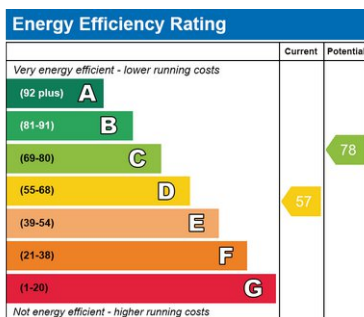 Energy Efficiency Rating
Current Potential
Very energy efficient - lower running costs
(92 plus) A
(81-91) B
(69-80) C
78
(55-68) D
57
(39-54) E
(21-38) F
(1-20) G
Not energy efficient - higher running costs